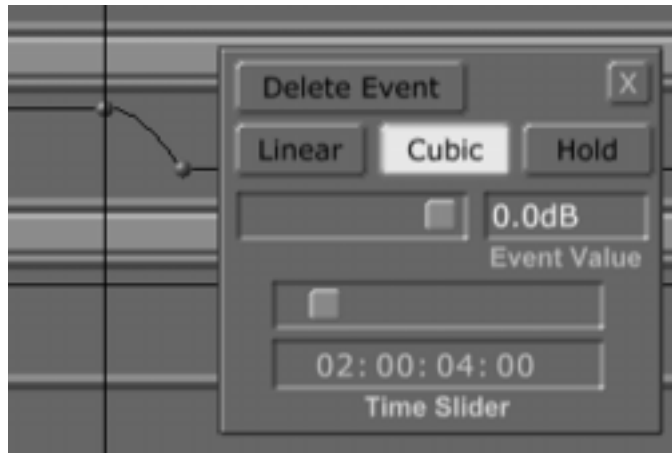 Delete Event X
Linear Cubic Hold
0.0dB
Event Value
02:00:04:00
Time Slider